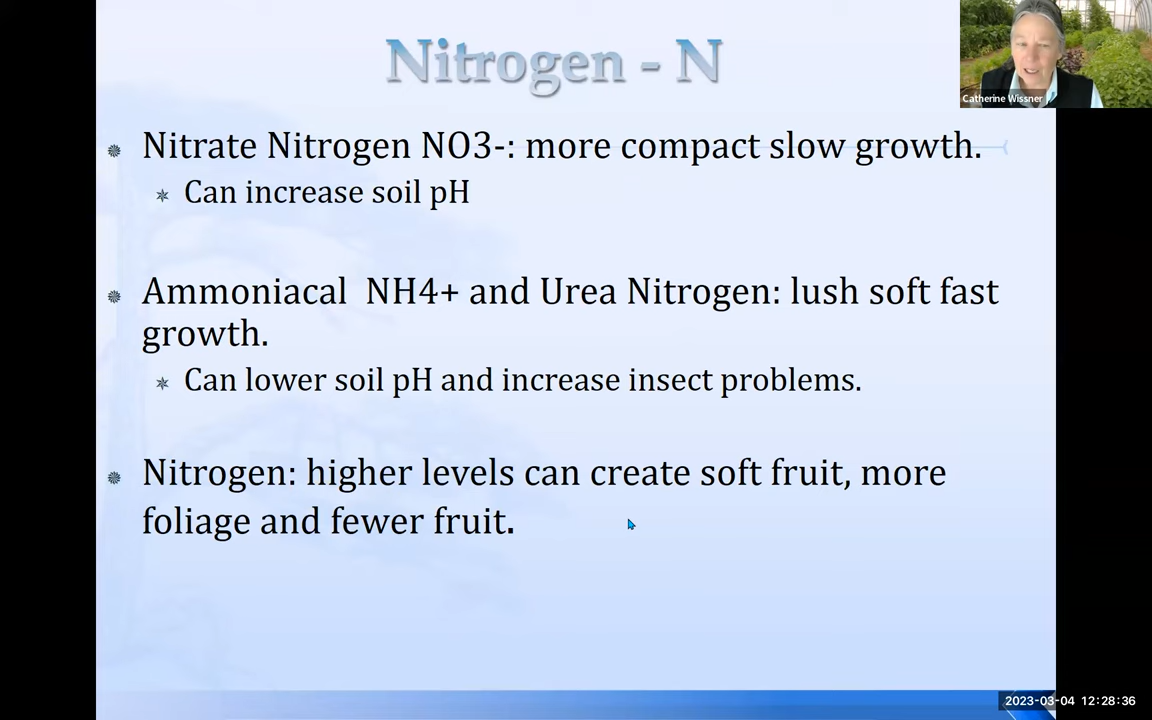 Nitrogen - N
Catherine Wissner
Nitrate Nitrogen NO3-: more compact slow growth.
Can increase soil pH
Ammoniacal  NH4+ and Urea Nitrogen: lush soft fast
growth.
Can lower soil pH and increase insect problems.
Nitrogen: higher levels can create soft fruit, more
foliage and fewer fruit.
2023-03-04 12:28:36